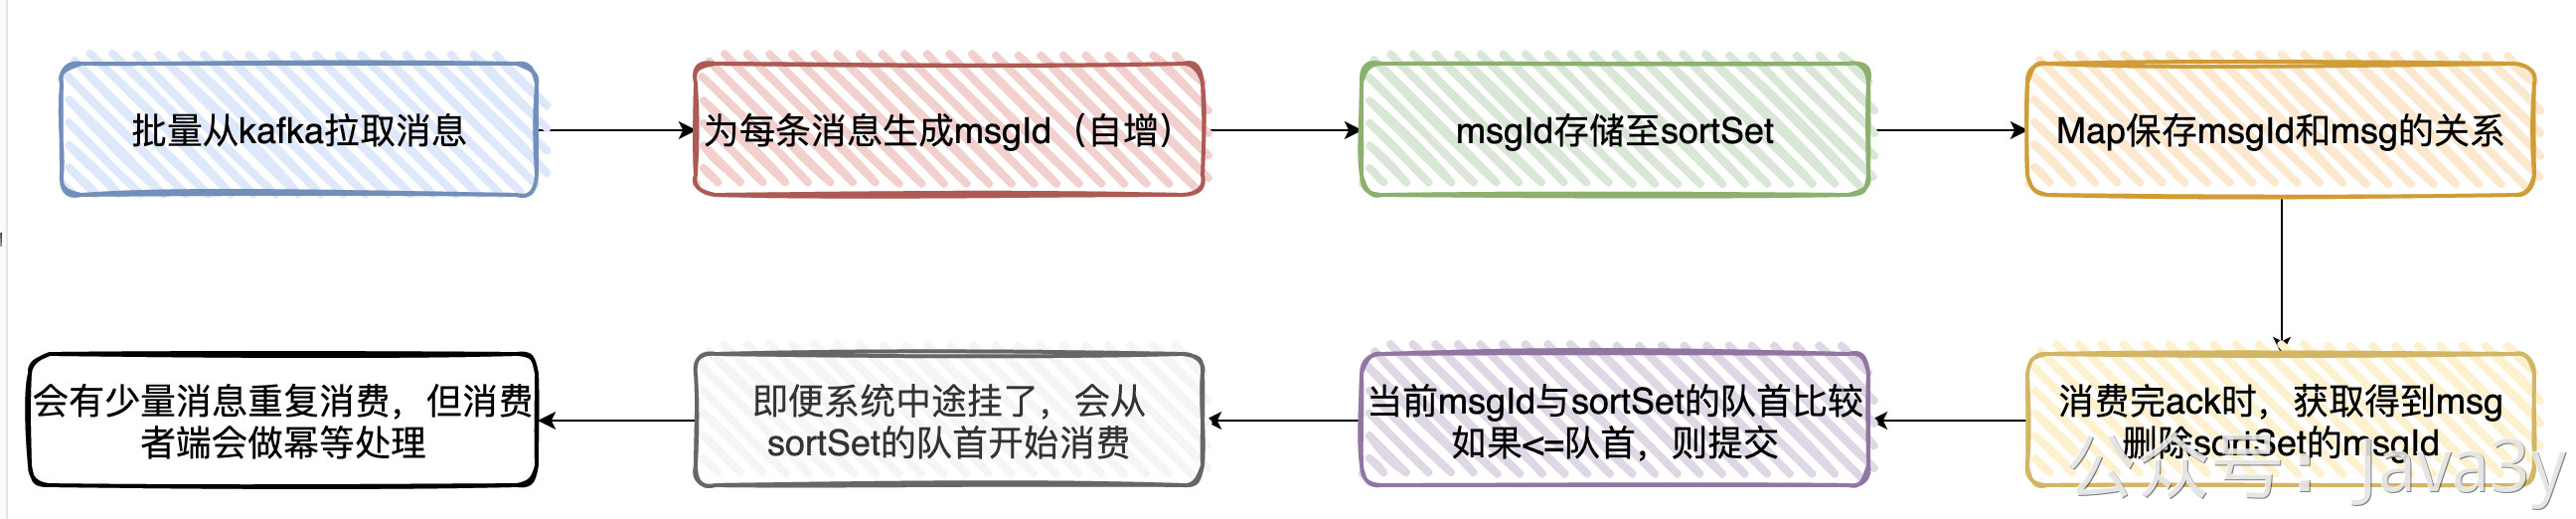 批量从kafka拉取消息
为每条消息生成msgId（自增）
msgId存储至sortSet
Map保存msgId和msg的关系
消费完ack时，获取得到msg
删除sortSet的msgId
当前msgId与sortSet的队首比较
如果<=队首，则提交
即便系统中途挂了，会从
sortSet的队首开始消费
会有少量消息重复消费，但消费
者端会做幂等处理
公众号：Java3y